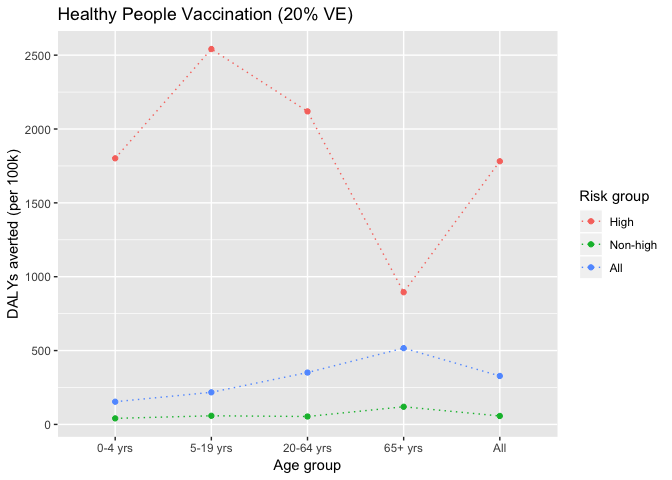 Healthy People Vaccination (20% VE)
DALYs averted (per 100k)
2500
2000
1500
1000
500
0
0-4 yrs
5-19 yrs
20-64 yrs
65+ yrs
All
Age group
Risk group
High
Non-high
All